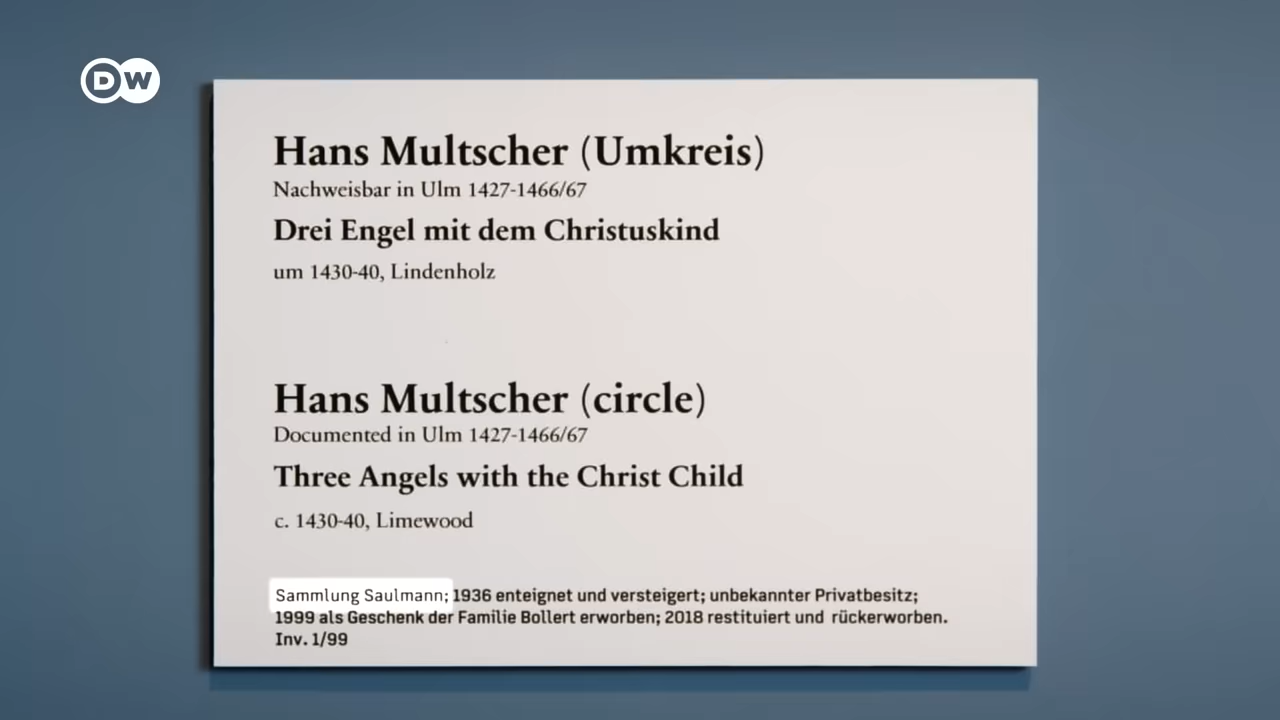 DW
Hans Multscher (Umkreis)
Nachweisbar in Ulm 1427-1466/67
Drei Engel mit dem Christuskind
um 1430-40, Lindenholz
Hans Multscher (circle)
Documented in Ulm 1427-1466/67
Three Angels with the Christ Child
c. 1430-40, Limewood
Sammlung Saulmann; 1936 enteignet und versteigert; unbekannter Privatbesitz;
1999 als Geschenk der Familie Bollert erworben; 2018 restituiert und rückerworben.
Inv. 1/99